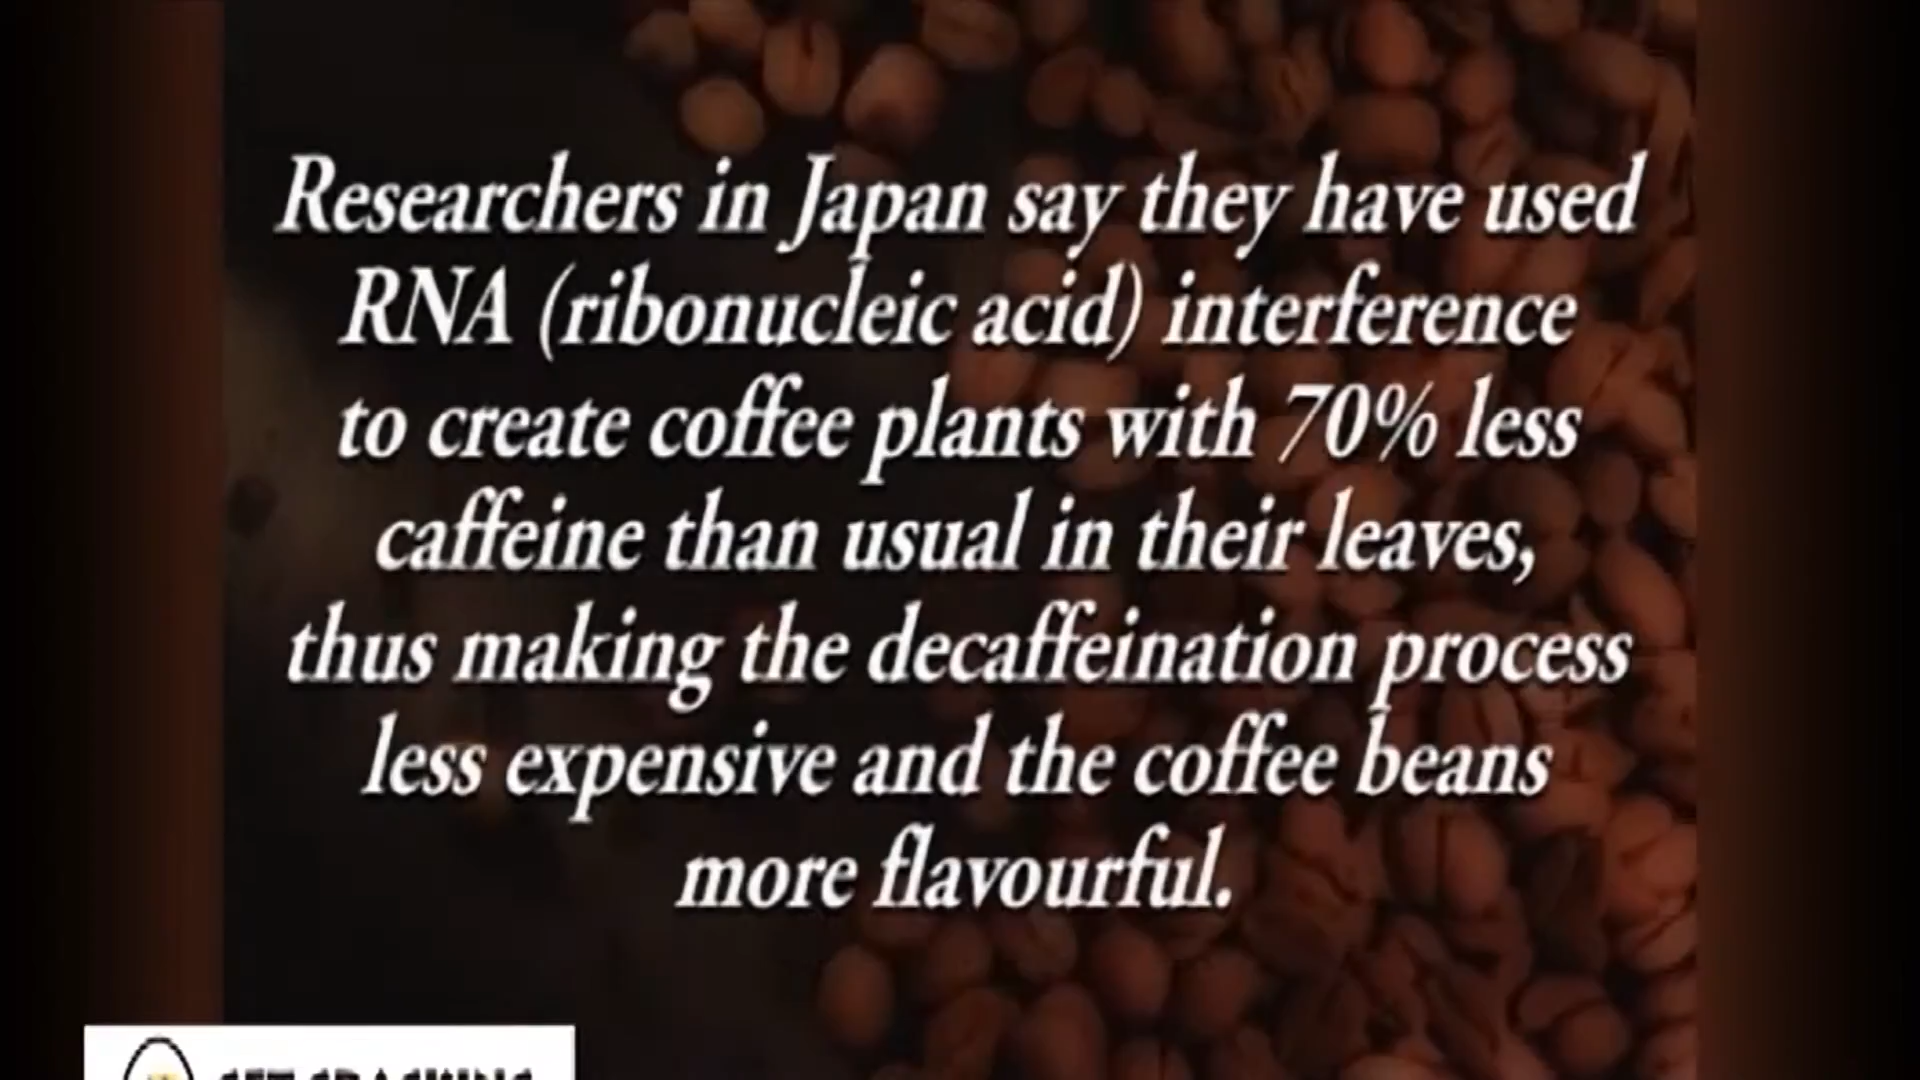 Researchers in Japan say they have used
RNA (ribonucleic acid) interference
to create coffee plants with 70% less
caffeine than usual in their leaves,
thus making the decaffeination process
less expensive and the coffee beans
more flavourful.